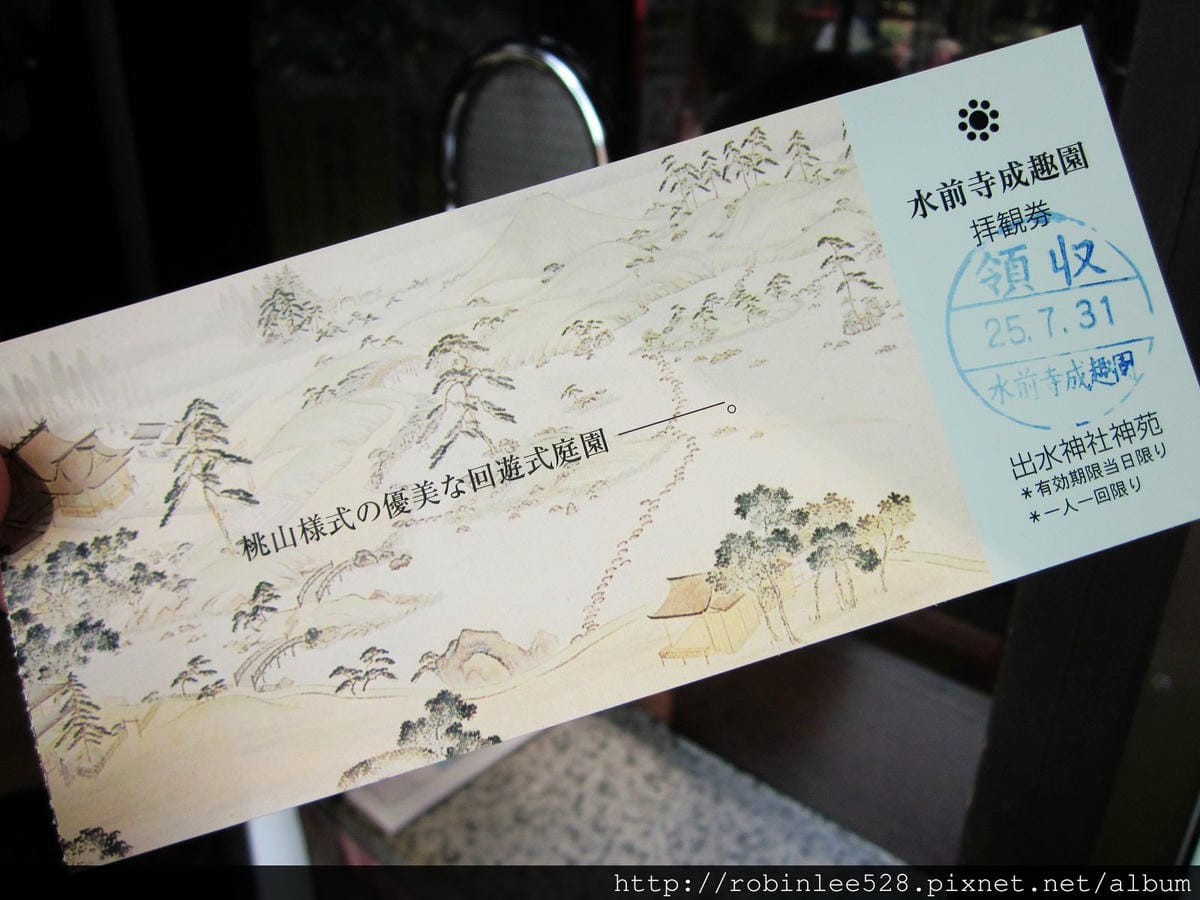 水前寺成趣園
拝観券
領収
25.7.31
水前寺成趣園
出水神社神苑
*有効期限当日限り
*一人一回限り
桃山様式の優美な回遊式庭園──。
http://robinlee528.pixnet.net/album